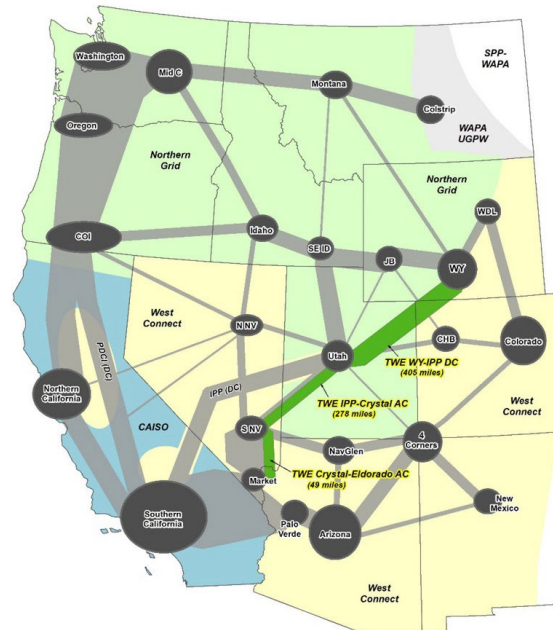 Washington
Mid C
SPP-
WAPA
Montana
Colstrip
Oregon
WAPA
UGPW
Northern
Grid
Northern
Grid
WDL
Idaho
COI
SE ID
JB
WY
West
Connect
N NV
PDCI (DC)
Utah
CHB
Colorado
TWE WY-IPP DC
(405 miles)
IPP (DC)
Northern
California
TWE IPP-Crystal AC
(278 miles)
West
Connect
CAISO
S NV
NavGlen
4
Corners
TWE Crystal-Eldorado AC
(49 miles)
Market
New
Mexico
Southern
California
Palo
Verde
Arizona
West
Connect